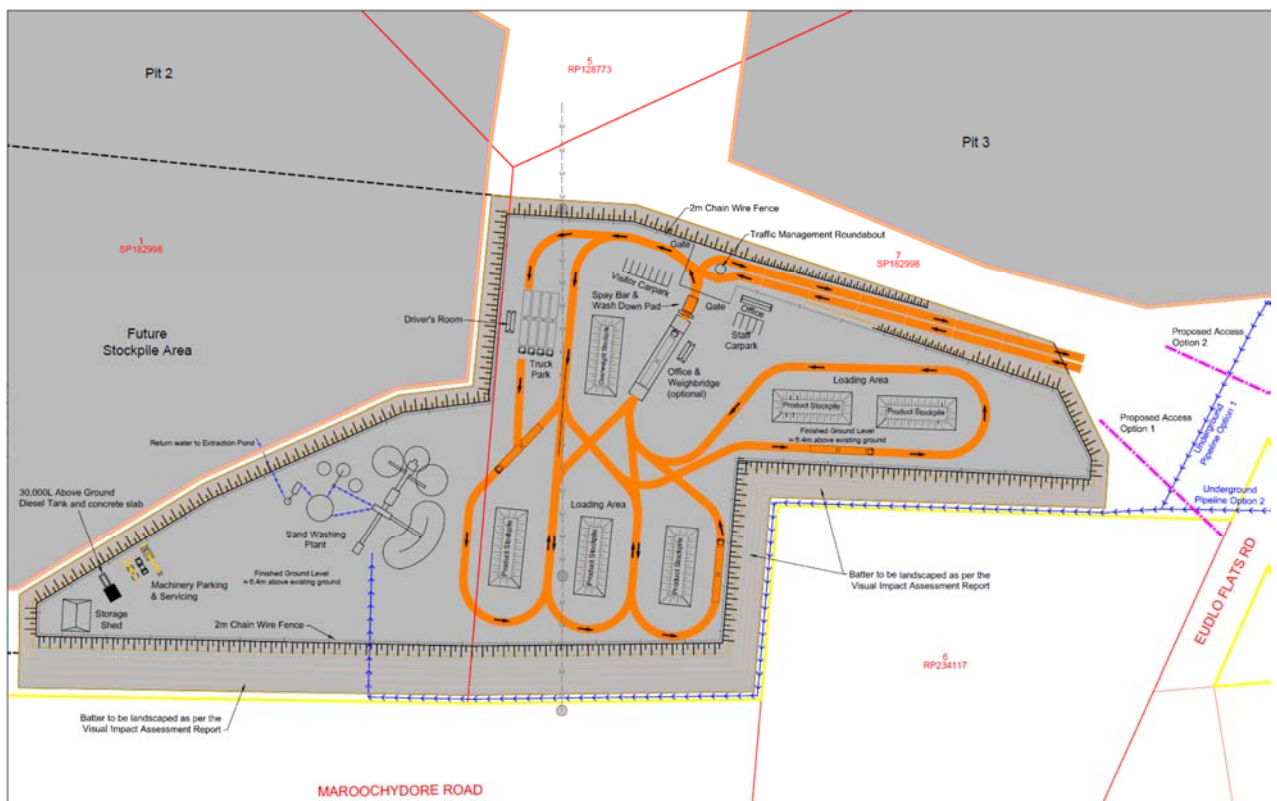 Pit 2
5
RP128773
Pit 3
2m Chain Wire Fence
Traffic Management Roundabout
Gate
1
SP182998
7
SP182998
Visitor Carpark
Spay Bar &
Wash Down Pad
Office
Gate
Staff
Carpark
Driver's Room
Future
Stockpile Area
Truck
Park
Overweight Stockpile
Office &
Weighbridge
(optional)
Loading Area
Product Stockpile
Product Stockpile
Finished Ground Level
= 6.4m above existing ground
Proposed Access
Option 2
Proposed Access
Option 1
Underground
Pipeline Option 1
Underground
Pipeline Option 2
Return water to Extraction Pond
30,000L Above Ground
Diesel Tank and concrete slab
Sand Washing
Plant
Loading Area
Product Stockpile
Product Stockpile
Product Stockpile
Finished Ground Level
= 6.4m above existing ground
Machinery Parking
& Servicing
Storage
Shed
2m Chain Wire Fence
Batter to be landscaped as per the
Visual Impact Assessment Report
EUDLO FLATS RD
6
RP234117
Batter to be landscaped as per the
Visual Impact Assessment Report
MAROOCHYDORE ROAD